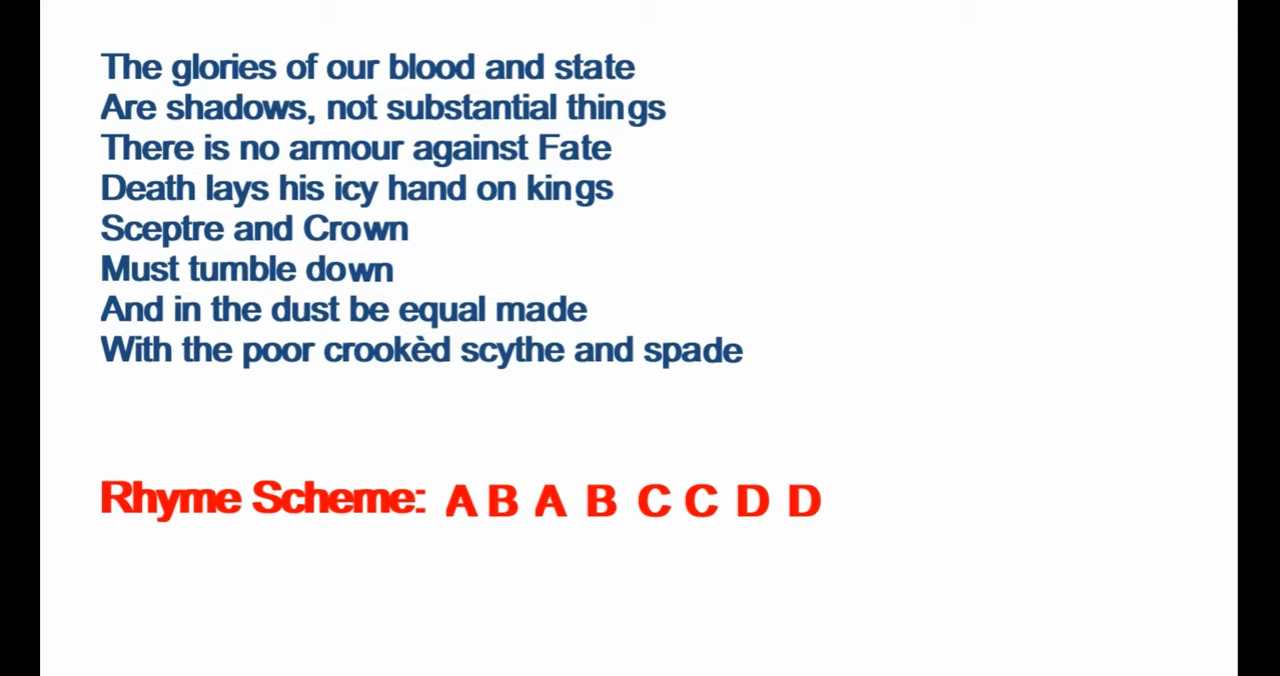 The glories of our blood and state
Are shadows, not substantial things
There is no armour against Fate
Death lays his icy hand on kings
Sceptre and Crown
Must tumble down
And in the dust be equal made
With the poor crookèd scythe and spade
Rhyme Scheme: A B A B C C D D